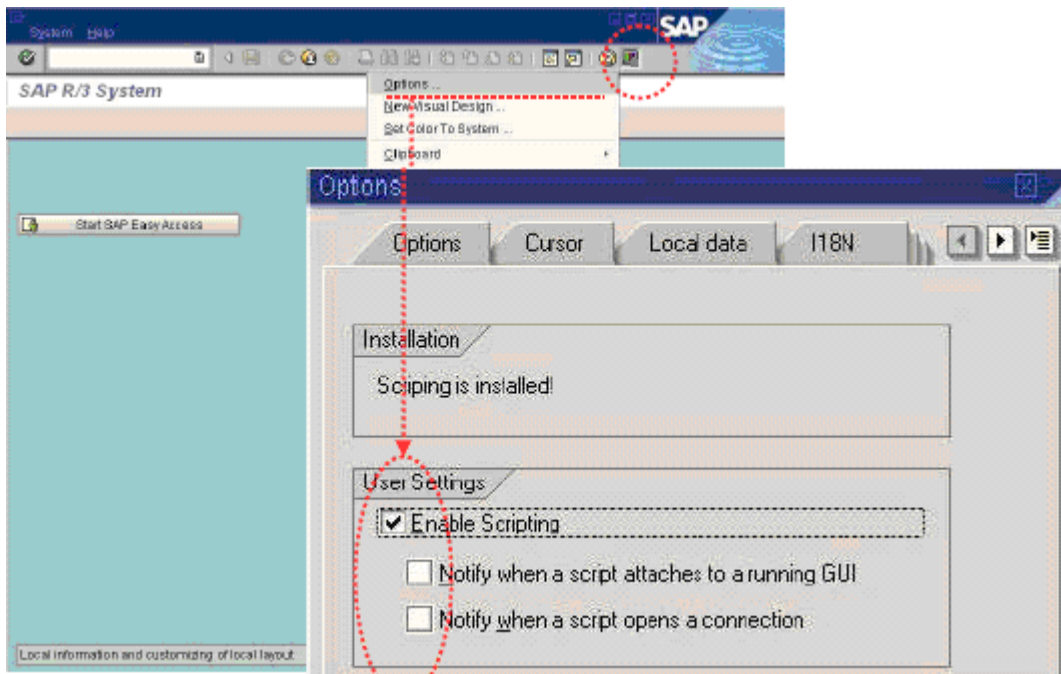 System Help
SAP
SAP R/3 System
Options ...
New Visual Design ...
Set Color To System ...
Clipboard
Start SAP Easy Access
Options
Options Cursor Local data I18N
Installation
Scriping is installed!
User Settings
Enable Scripting
Notify when a script attaches to a running GUI
Notify when a script opens a connection
Local information and customizing of local layout